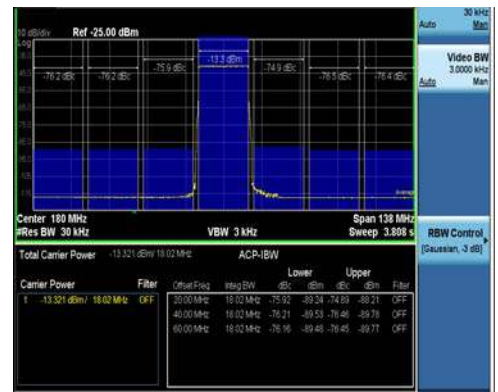 30 kHz
Auto Man
10 dB/div Ref -25.00 dBm
Log
Video BW
3.0000 kHz
Auto Man
-76.2 dBc -76.2 dBc -75.9 dBc -13.3 dBm -74.9 dBc -76.5 dBc -76.4 dBc
Average
Center 180 MHz Span 138 MHz
#Res BW 30 kHz VBW 3 kHz Sweep 3.808 s
RBW Control
[Gaussian, -3 dB]
Total Carrier Power -13.321 dBm/ 18.02 MHz ACP-IBW
Lower Upper
Carrier Power Filter Offset Freq Integ BW dBc dBm dBc dBm Filter
1 -13.321 dBm / 18.02 MHz OFF 20.00 MHz 18.02 MHz -75.92 -89.24 -74.89 -88.21 OFF
40.00 MHz 18.02 MHz -76.21 -89.53 -76.46 -89.78 OFF
60.00 MHz 18.02 MHz -76.16 -89.48 -76.45 -89.77 OFF